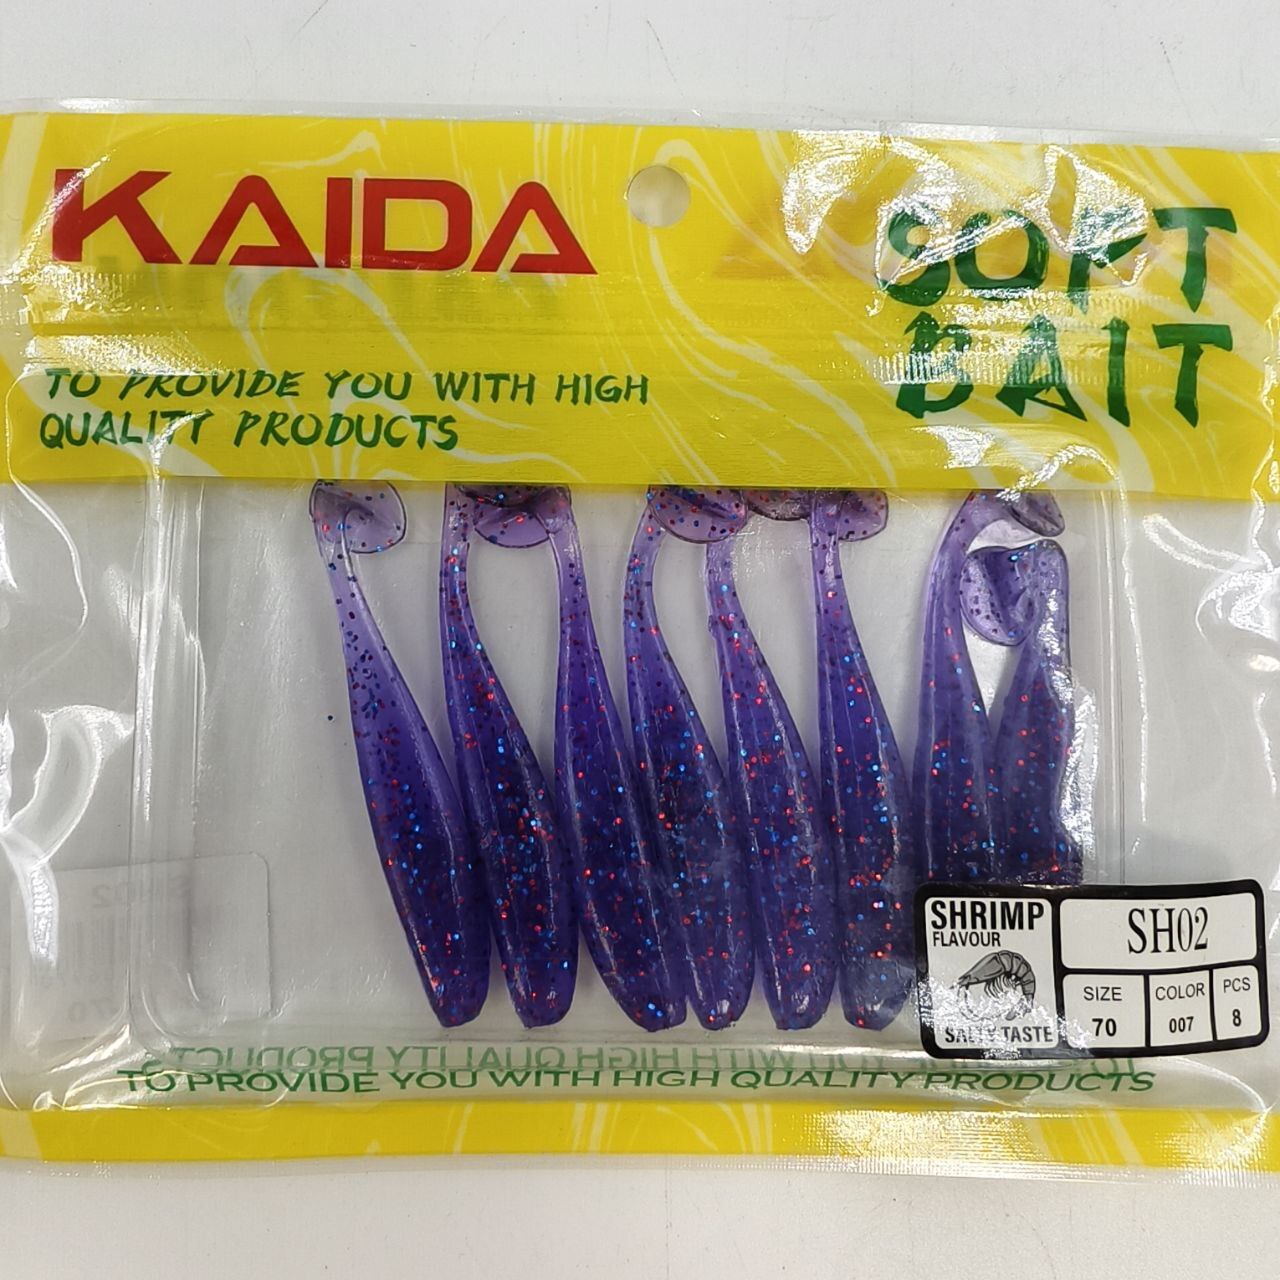 KAIDA
SOFT
BAIT
TO PROVIDE YOU WITH HIGH
QUALITY PRODUCTS
SHRIMP
FLAVOUR
SALTY TASTE
SH02
SIZE
70
COLOR
007
PCS
8
TO PROVIDE YOU WITH HIGH QUALITY PRODUCTS